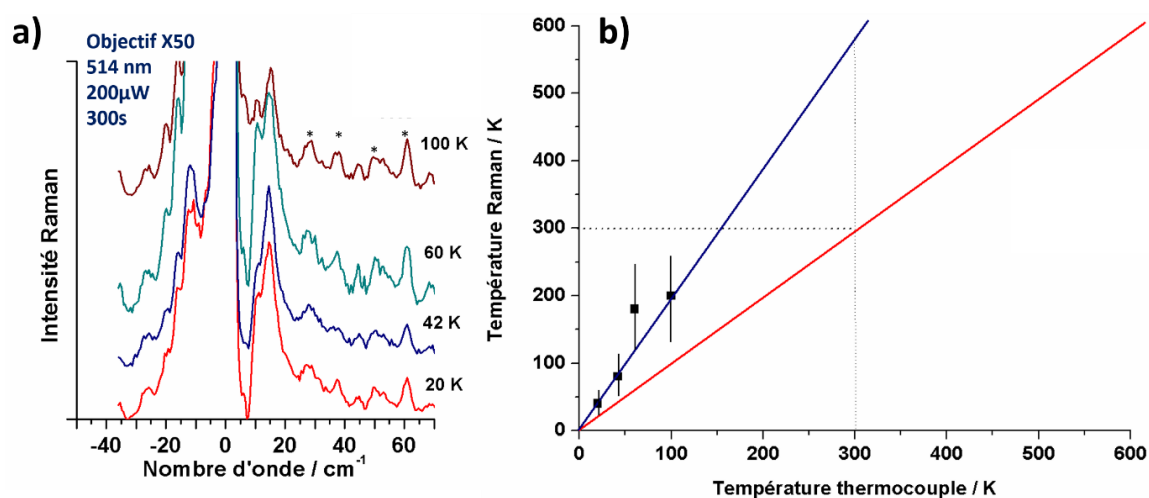 a)
Objectif X50
514 nm
200µW
300s
* * * *
100 K
60 K
42 K
20 K
Intensité Raman
-40 -20 0 20 40 60
Nombre d'onde / cm-1
b)
Température Raman / K
600
500
400
300
200
100
0
0 100 200 300 400 500 600
Température thermocouple / K